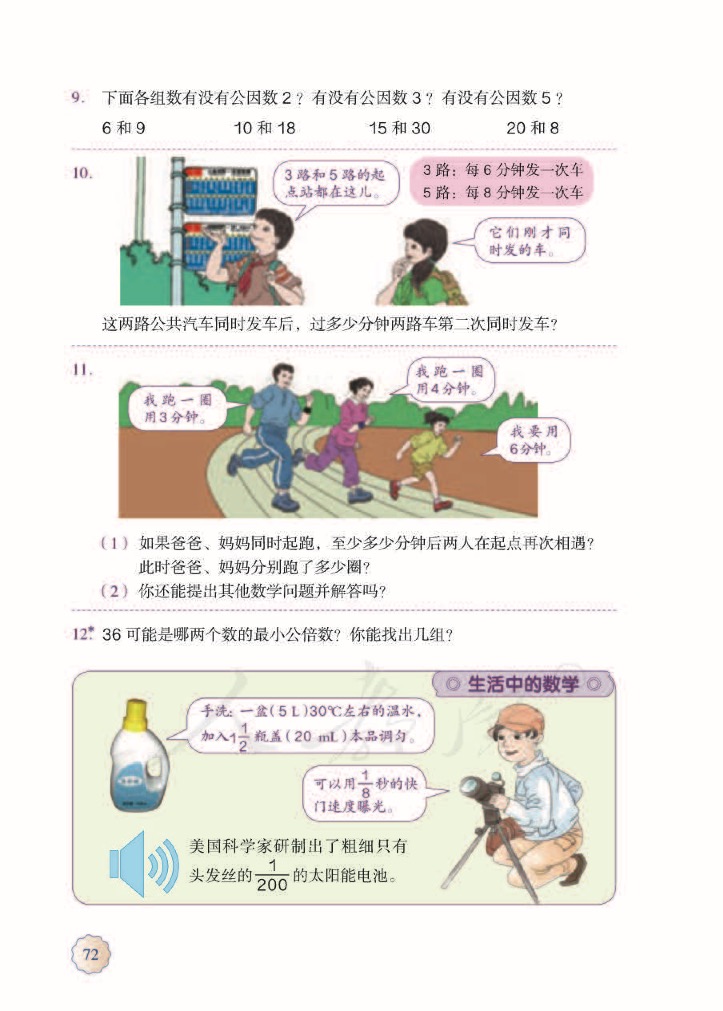 9. 下面各组数有没有公因数 2？有没有公因数 3？有没有公因数 5？
6 和 9 10 和 18 15 和 30 20 和 8
10.
3 路和 5 路的起
点站都在这儿。
3 路：每 6 分钟发一次车
5 路：每 8 分钟发一次车
它们刚才同
时发的车。
这两路公共汽车同时发车后，过多少分钟两路车第二次同时发车？
11.
我跑一圈
用3分钟。
我跑一圈
用4分钟。
我要用
6分钟。
（1）如果爸爸、妈妈同时起跑，至少多少分钟后两人在起点再次相遇？
此时爸爸、妈妈分别跑了多少圈？
（2）你还能提出其他数学问题并解答吗？
12*. 36 可能是哪两个数的最小公倍数？你能找出几组？
◎ 生活中的数学 ◎
手洗：一盆（5 L）30℃左右的温水，
加入1 1/2 瓶盖（20 mL）本品调匀。
可以用 1/8 秒的快
门速度曝光。
美国科学家研制出了粗细只有
头发丝的 1/200 的太阳能电池。
72